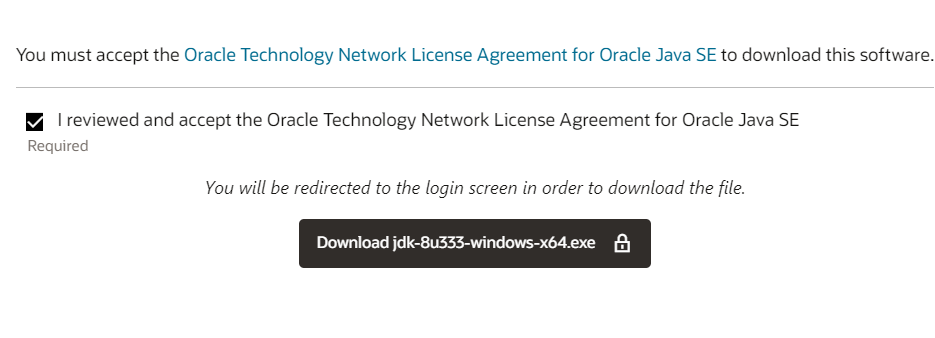 You must accept the Oracle Technology Network License Agreement for Oracle Java SE to download this software.
I reviewed and accept the Oracle Technology Network License Agreement for Oracle Java SE
Required
You will be redirected to the login screen in order to download the file.
Download jdk-8u333-windows-x64.exe